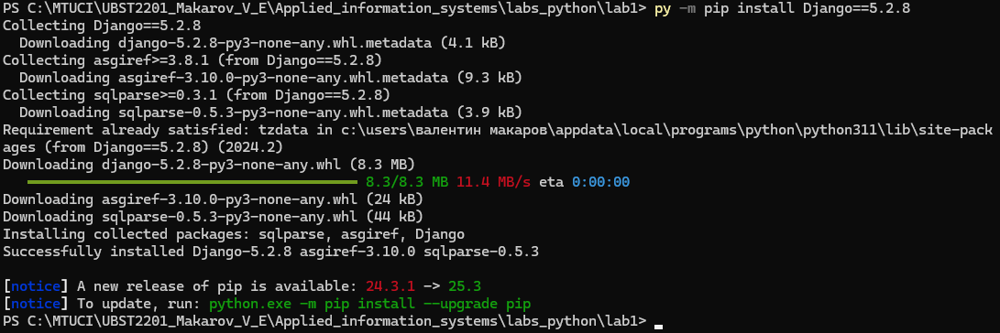 PS C:\MTUCI\UBST2201_Makarov_V_E\Applied_information_systems\labs_python\lab1> py -m pip install Django==5.2.8
Collecting Django==5.2.8
  Downloading django-5.2.8-py3-none-any.whl.metadata (4.1 kB)
Collecting asgiref>=3.8.1 (from Django==5.2.8)
  Downloading asgiref-3.10.0-py3-none-any.whl.metadata (9.3 kB)
Collecting sqlparse>=0.3.1 (from Django==5.2.8)
  Downloading sqlparse-0.5.3-py3-none-any.whl.metadata (3.9 kB)
Requirement already satisfied: tzdata in c:\users\валентин макаров\appdata\local\programs\python\python311\lib\site-pack
ages (from Django==5.2.8) (2024.2)
Downloading django-5.2.8-py3-none-any.whl (8.3 MB)
8.3/8.3 MB 11.4 MB/s eta 0:00:00
Downloading asgiref-3.10.0-py3-none-any.whl (24 kB)
Downloading sqlparse-0.5.3-py3-none-any.whl (44 kB)
Installing collected packages: sqlparse, asgiref, Django
Successfully installed Django-5.2.8 asgiref-3.10.0 sqlparse-0.5.3

[notice] A new release of pip is available: 24.3.1 -> 25.3
[notice] To update, run: python.exe -m pip install --upgrade pip
PS C:\MTUCI\UBST2201_Makarov_V_E\Applied_information_systems\labs_python\lab1>